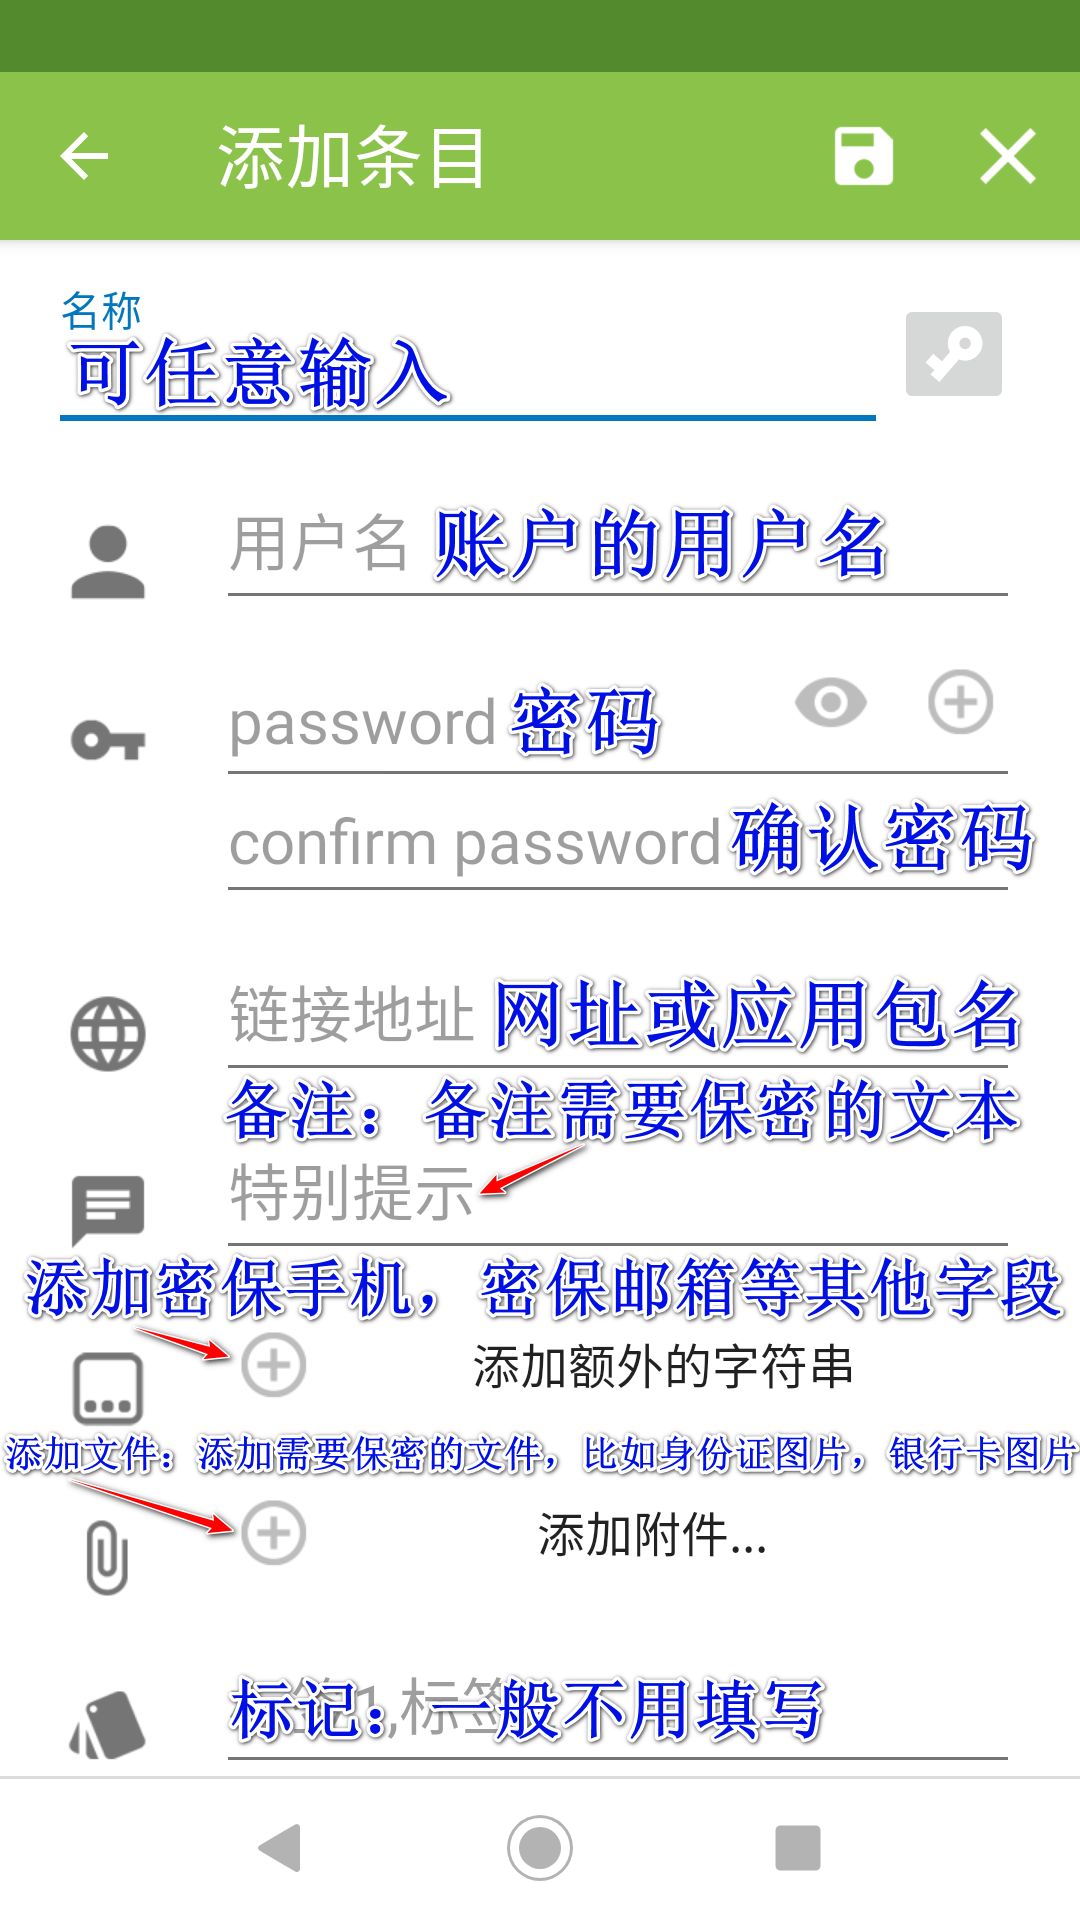 添加条目
名称
可任意输入
用户名 账户的用户名
password 密码
confirm password 确认密码
链接地址 网址或应用包名
备注：备注需要保密的文本
特别提示
添加密保手机，密保邮箱等其他字段
添加额外的字符串
添加文件：添加需要保密的文件，比如身份证图片，银行卡图片
添加附件...
标记：一般不用填写